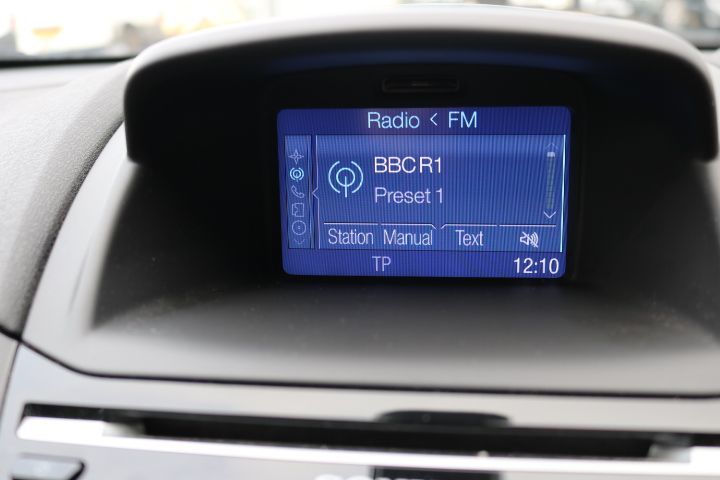 Radio < FM
BBC R1
Preset 1
Station Manual Text
TP 12:10